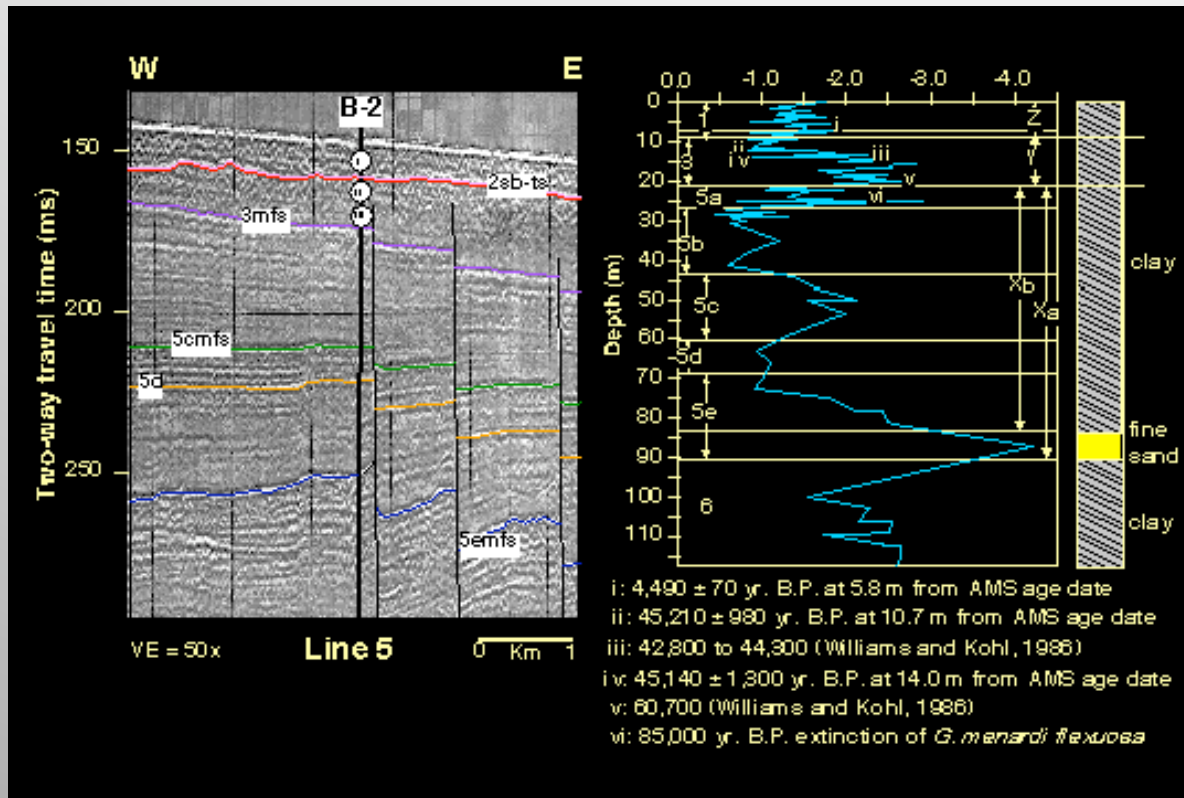 W
E
B-2
150
200
250
Two-way travel time (ms)
2sb-ts
3mfs
5cmfs
5d
5emfs
VE = 50x
Line 5
0 Km 1
0.0 -1.0 -2.0 -3.0 -4.0
0
10
20
30
40
50
60
70
80
90
100
110
Depth (m)
1
3
5a
5b
5c
5d
5e
6
i
ii
iii
iv
v
vi
Z
Y
Xb
Xa
clay
fine
sand
clay
i: 4,490 ± 70 yr. B.P. at 5.8 m from AMS age date
ii: 45,210 ± 980 yr. B.P. at 10.7 m from AMS age date
iii: 42,800 to 44,300 (Williams and Kohl, 1986)
iv: 45,140 ± 1,300 yr. B.P. at 14.0 m from AMS age date
v: 60,700 (Williams and Kohl, 1986)
vi: 85,000 yr. B.P. extinction of G. menardi flexuosa